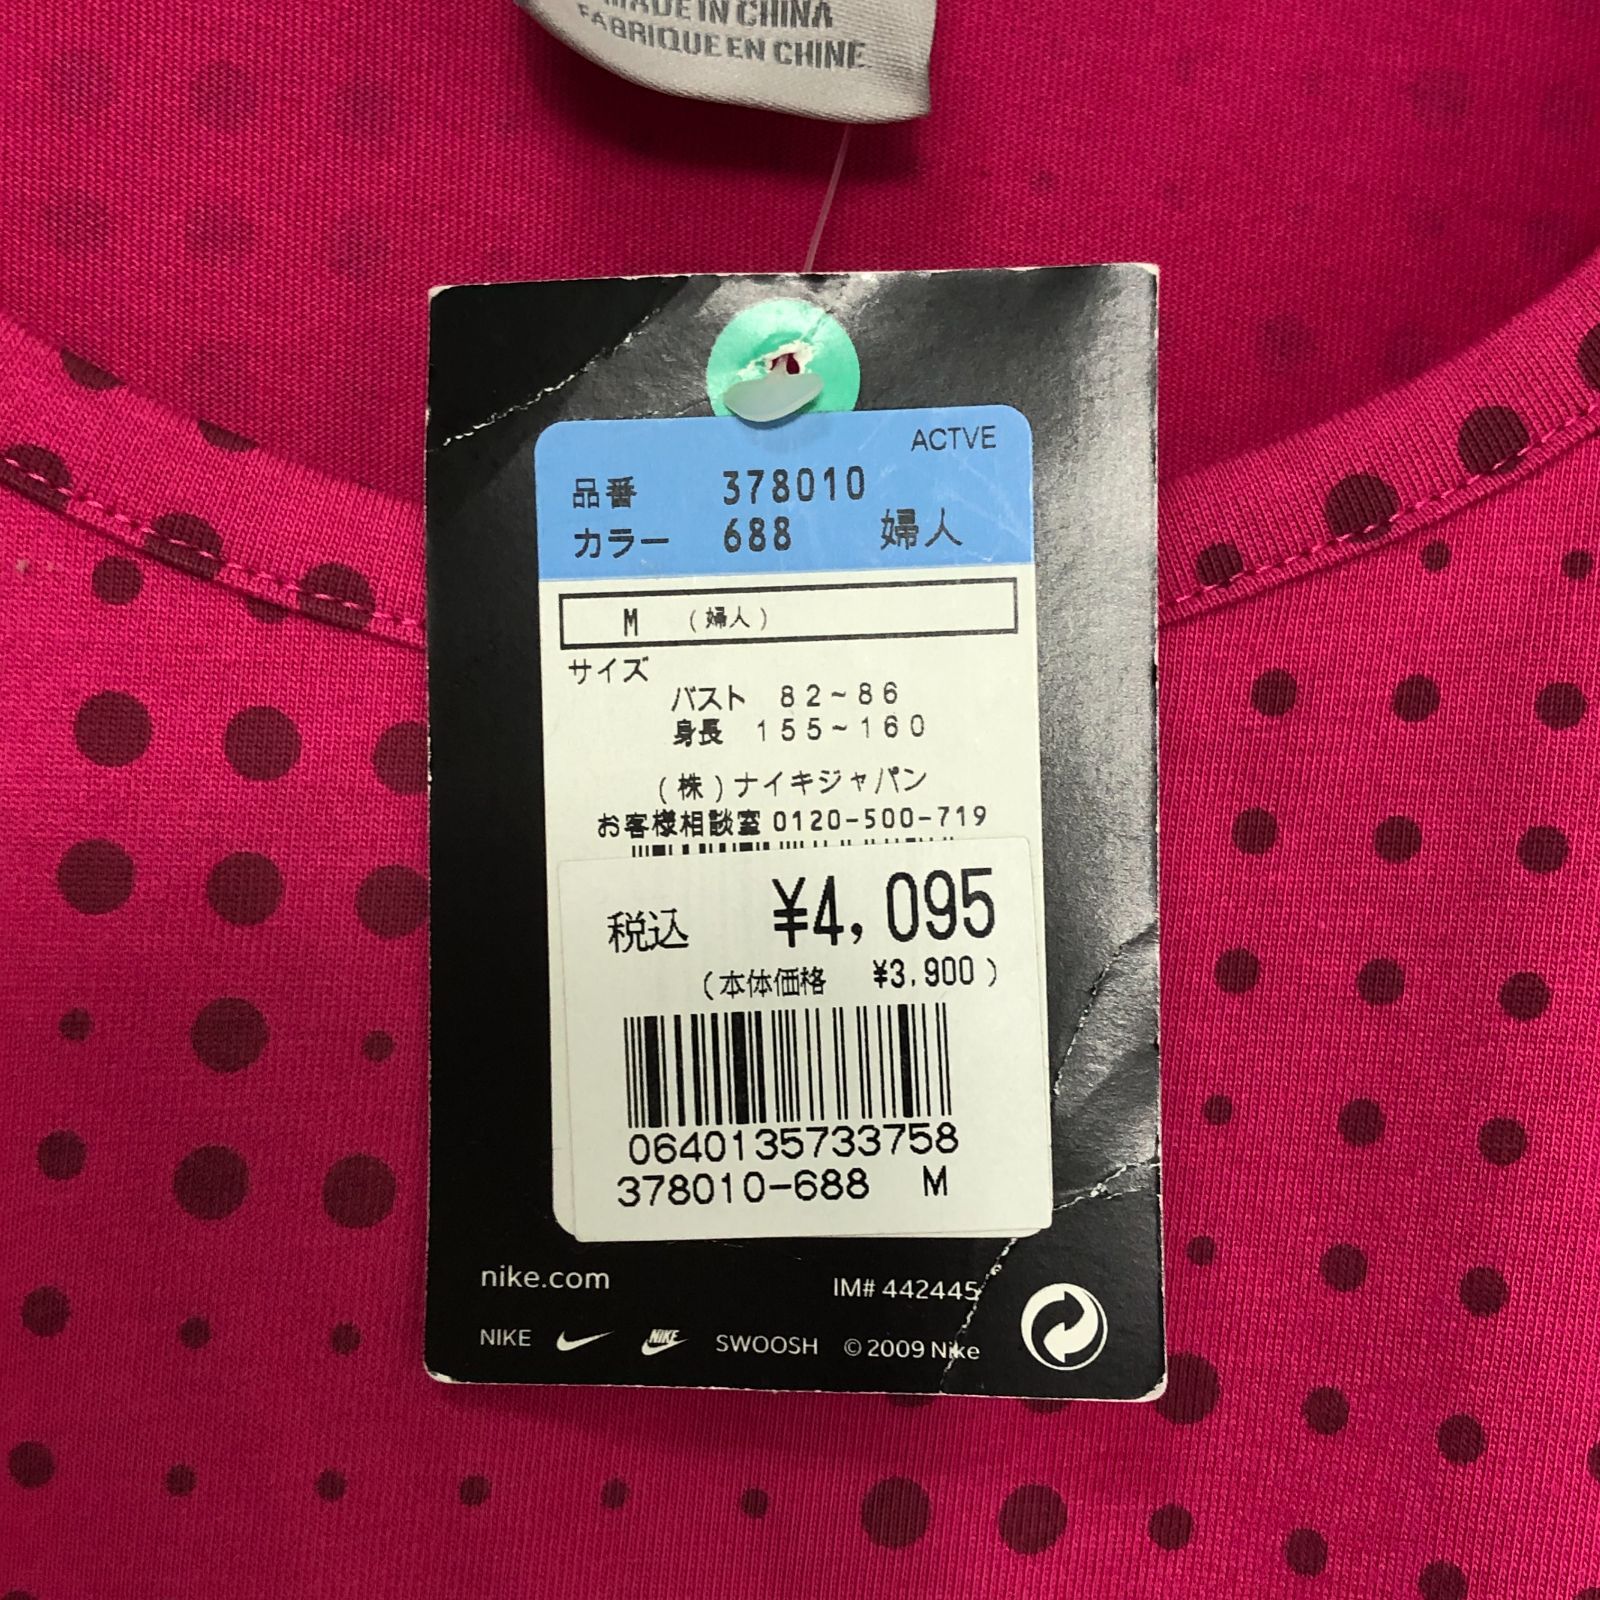 MADE IN CHINA
FABRIQUE EN CHINE
ACTVE
品番 378010
カラー 688 婦人
M (婦人)
サイズ
バスト 82~86
身長 155~160
(株)ナイキジャパン
お客様相談室 0120-500-719
税込 ¥4,095
(本体価格 ¥3,900)
0640135733758
378010-688 M
nike.com IM# 442445
NIKE NIKE SWOOSH © 2009 Nike